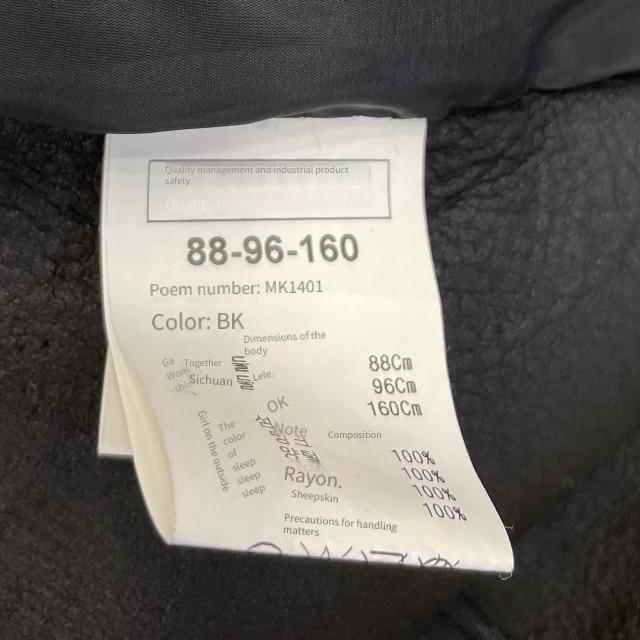 Quality management and industrial product
safety
88-96-160
Poem number: MK1401
Color: BK
Dimensions of the
body
Ga Together
88Cm
Sichuan
Lele.
96Cm
160Cm
OK
Note
Composition
Girl on the outside
The
color
of
sleep
sleep
sleep
100%
100%
100%
100%
Rayon.
Sheepskin
Precautions for handling
matters